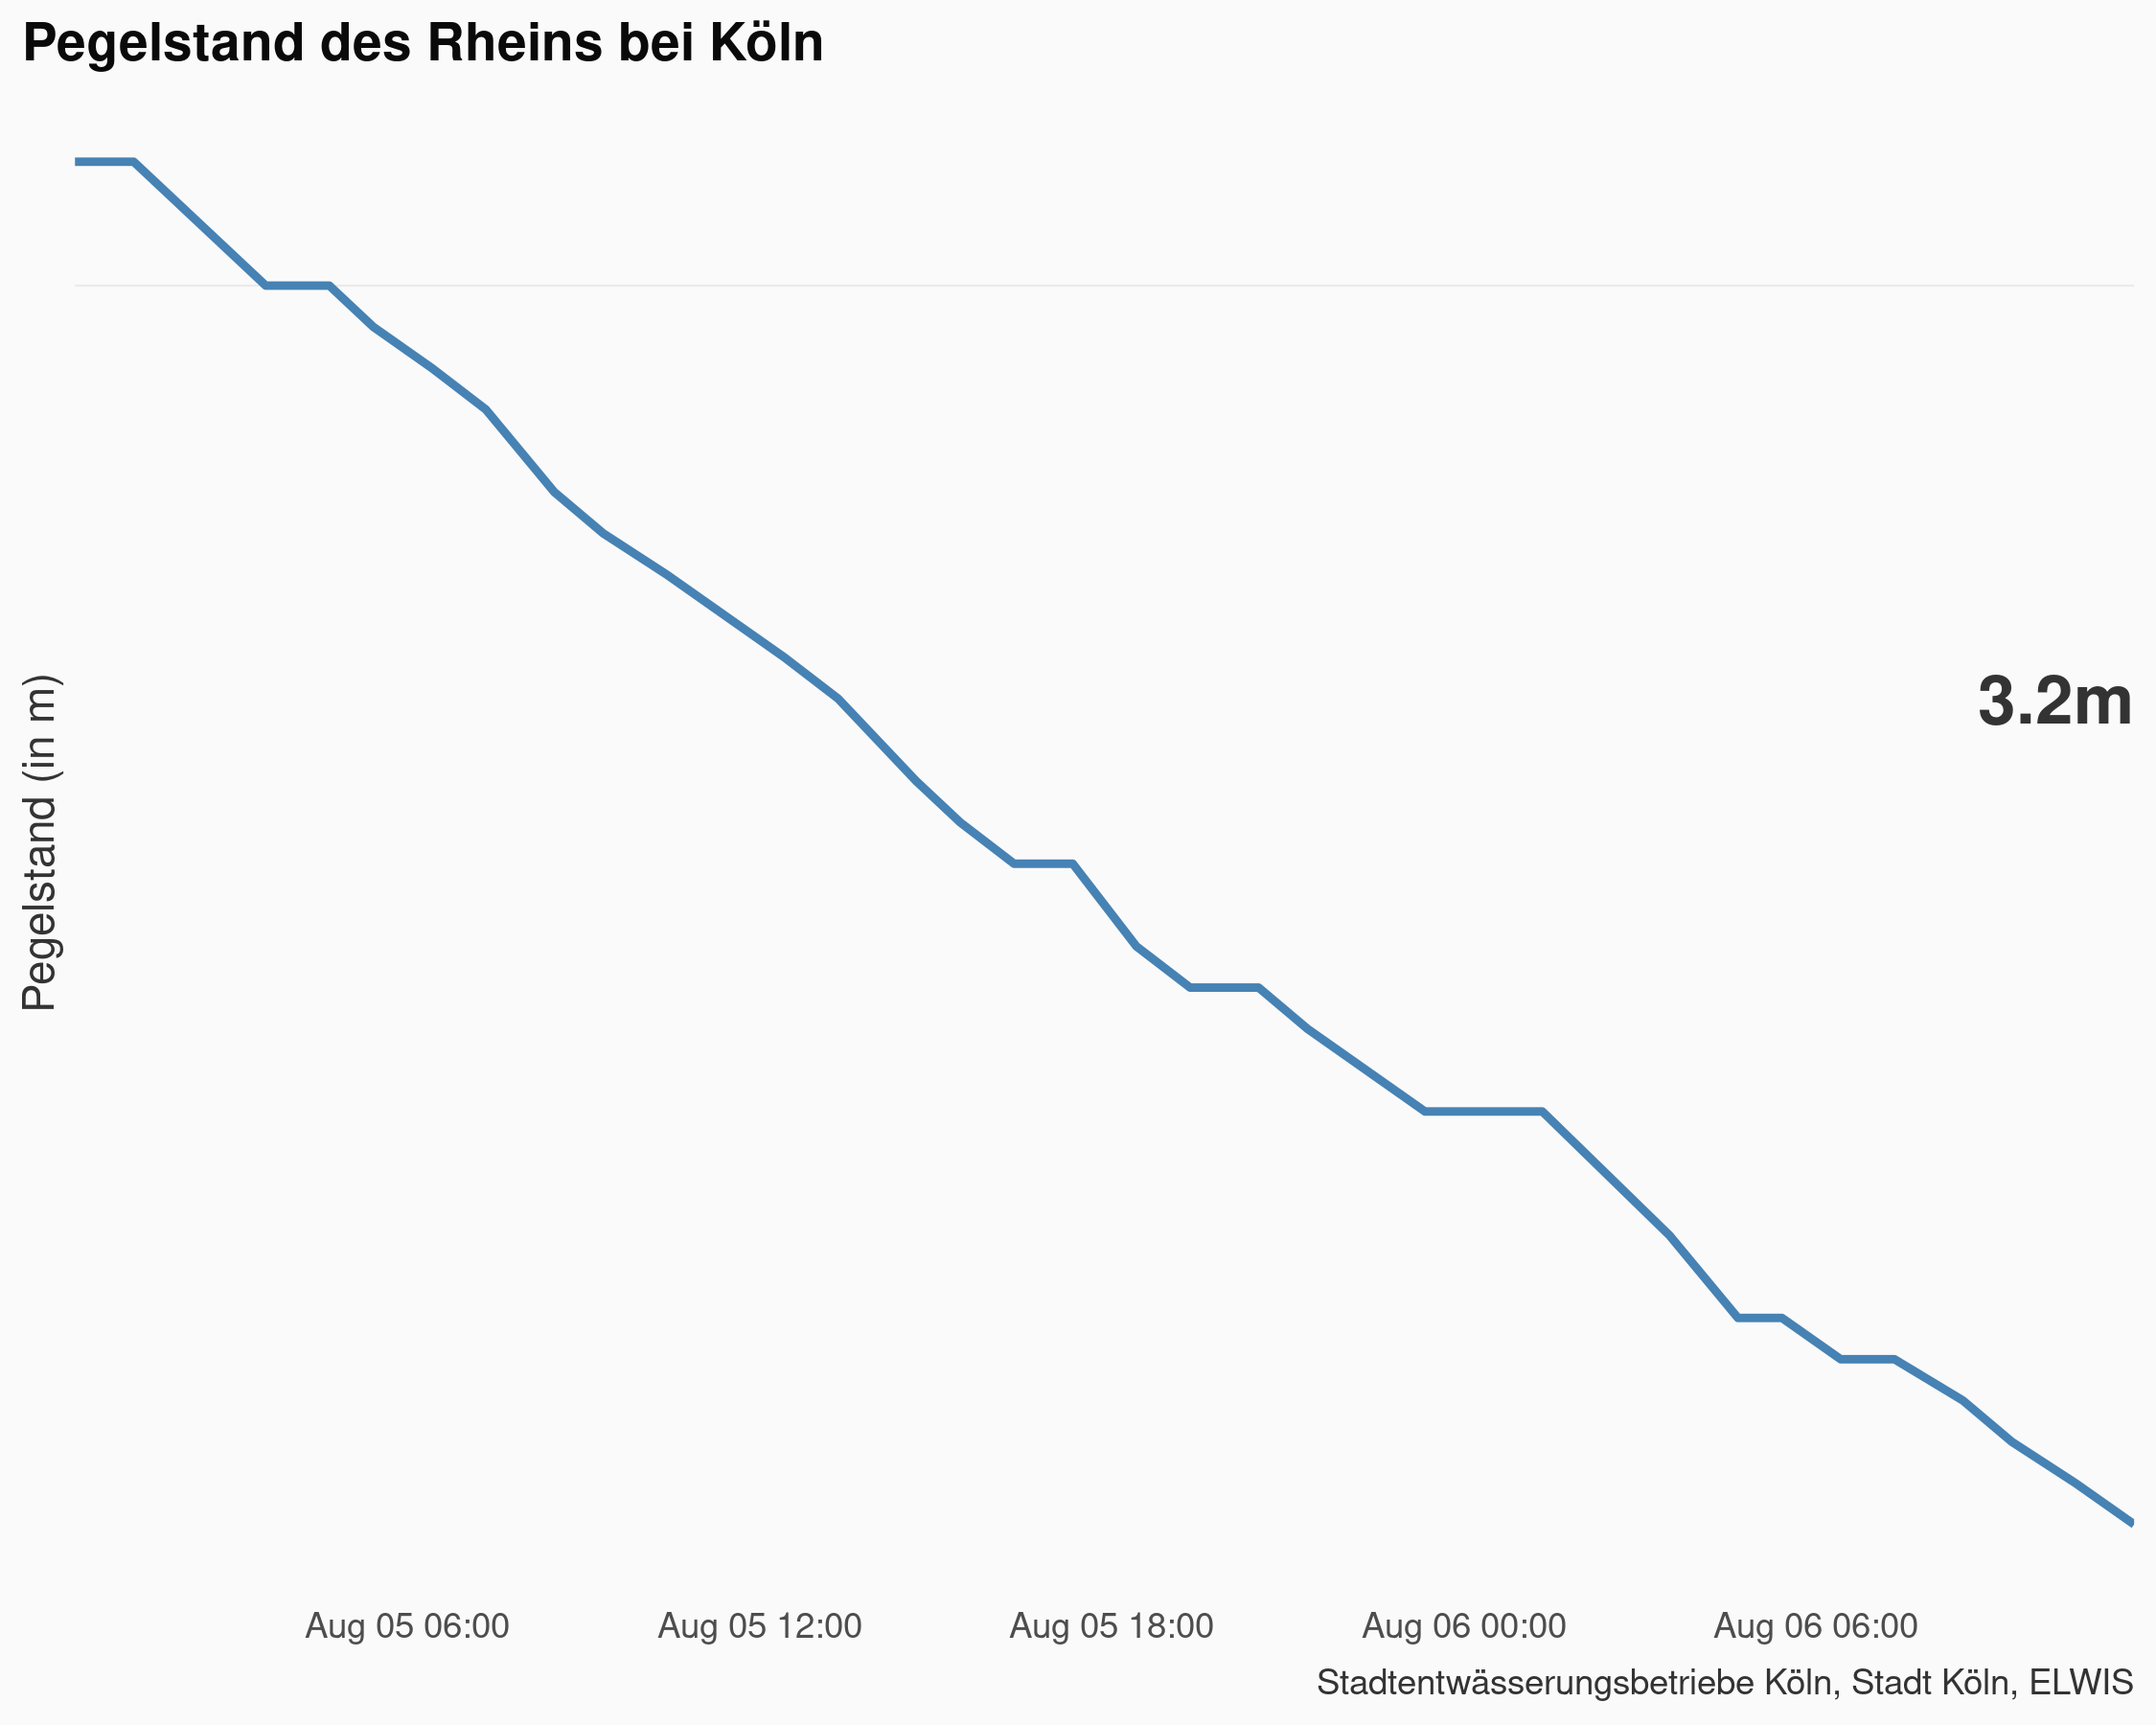 Pegelstand des Rheins bei Köln
Pegelstand (in m)
3.2m
Aug 05 06:00 Aug 05 12:00 Aug 05 18:00 Aug 06 00:00 Aug 06 06:00
Stadtentwässerungsbetriebe Köln, Stadt Köln, ELWIS